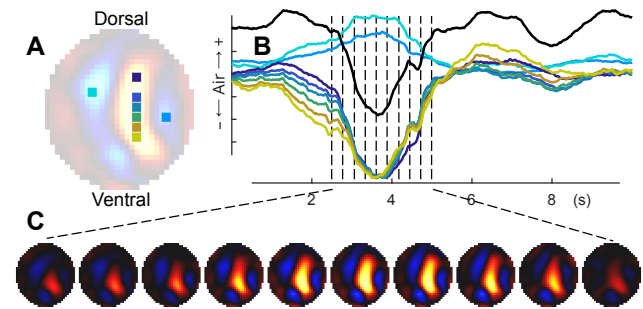 A
Dorsal
Ventral
B
– ← Air → +
2
4
6
8
(s)
C